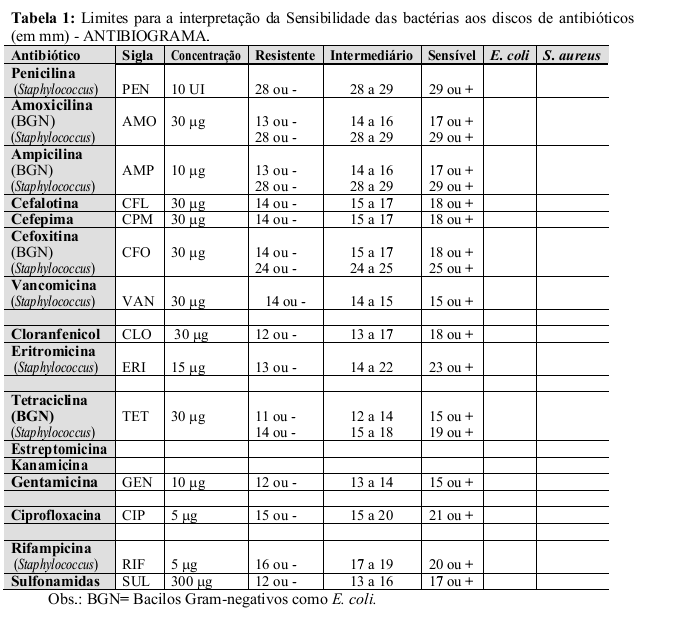 Tabela 1: Limites para a interpretação da Sensibilidade das bactérias aos discos de antibióticos
(em mm) - ANTIBIOGRAMA.
Antibiótico Sigla Concentração Resistente Intermediário Sensível E. coli S. aureus
Penicilina
(Staphylococcus) PEN 10 UI 28 ou - 28 a 29 29 ou +
Amoxicilina
(BGN) AMO 30 µg 13 ou - 14 a 16 17 ou +
(Staphylococcus) 28 ou - 28 a 29 29 ou +
Ampicilina
(BGN) AMP 10 µg 13 ou - 14 a 16 17 ou +
(Staphylococcus) 28 ou - 28 a 29 29 ou +
Cefalotina CFL 30 µg 14 ou - 15 a 17 18 ou +
Cefepima CPM 30 µg 14 ou - 15 a 17 18 ou +
Cefoxitina
(BGN) CFO 30 µg 14 ou - 15 a 17 18 ou +
(Staphylococcus) 24 ou - 24 a 25 25 ou +
Vancomicina
(Staphylococcus) VAN 30 µg 14 ou - 14 a 15 15 ou +
Cloranfenicol CLO 30 µg 12 ou - 13 a 17 18 ou +
Eritromicina
(Staphylococcus) ERI 15 µg 13 ou - 14 a 22 23 ou +
Tetraciclina
(BGN) TET 30 µg 11 ou - 12 a 14 15 ou +
(Staphylococcus) 14 ou - 15 a 18 19 ou +
Estreptomicina
Kanamicina
Gentamicina GEN 10 µg 12 ou - 13 a 14 15 ou +
Ciprofloxacina CIP 5 µg 15 ou - 15 a 20 21 ou +
Rifampicina
(Staphylococcus) RIF 5 µg 16 ou - 17 a 19 20 ou +
Sulfonamidas SUL 300 µg 12 ou - 13 a 16 17 ou +
Obs.: BGN= Bacilos Gram-negativos como E. coli.